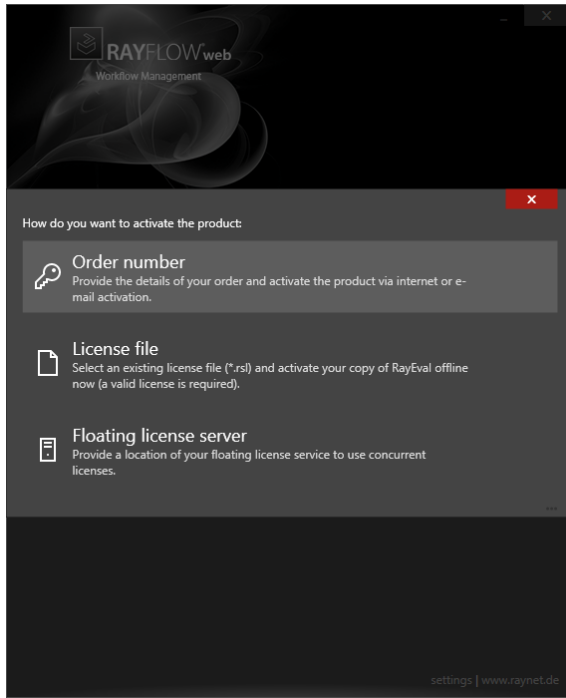 RAYFLOW web
Workflow Management
How do you want to activate the product:
Order number
Provide the details of your order and activate the product via internet or e-
mail activation.
License file
Select an existing license file (*.rsl) and activate your copy of RayEval offline
now (a valid license is required).
Floating license server
Provide a location of your floating license service to use concurrent
licenses.
...
settings | www.raynet.de